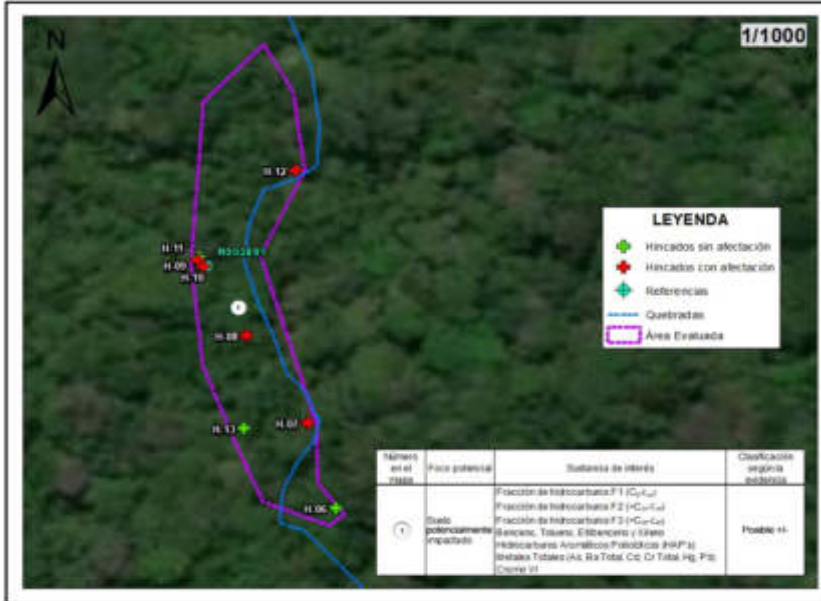 N
1/1000
H-12
H-11
H-09
H-10
H-08
H-13
H-07
H-06
LEYENDA
Hincados sin afectación
Hincados con afectación
Referencias
Quebradas
Área Evaluada
Número en el mapa
Foco potencial
Sustancia de interés
Clasificación según la evidencia
1
Suelo potencialmente impactado
Fracción de hidrocarburos F1
Fracción de hidrocarburos F2
Fracción de hidrocarburos F3
Benceno, Tolueno, Etilbenceno y Xileno
Hidrocarburos Aromáticos Policíclicos (HAP's)
Metales Totales (As, Ba Total, Cd, Cr Total, Hg, Pb)
Cromo VI
Posible +/-